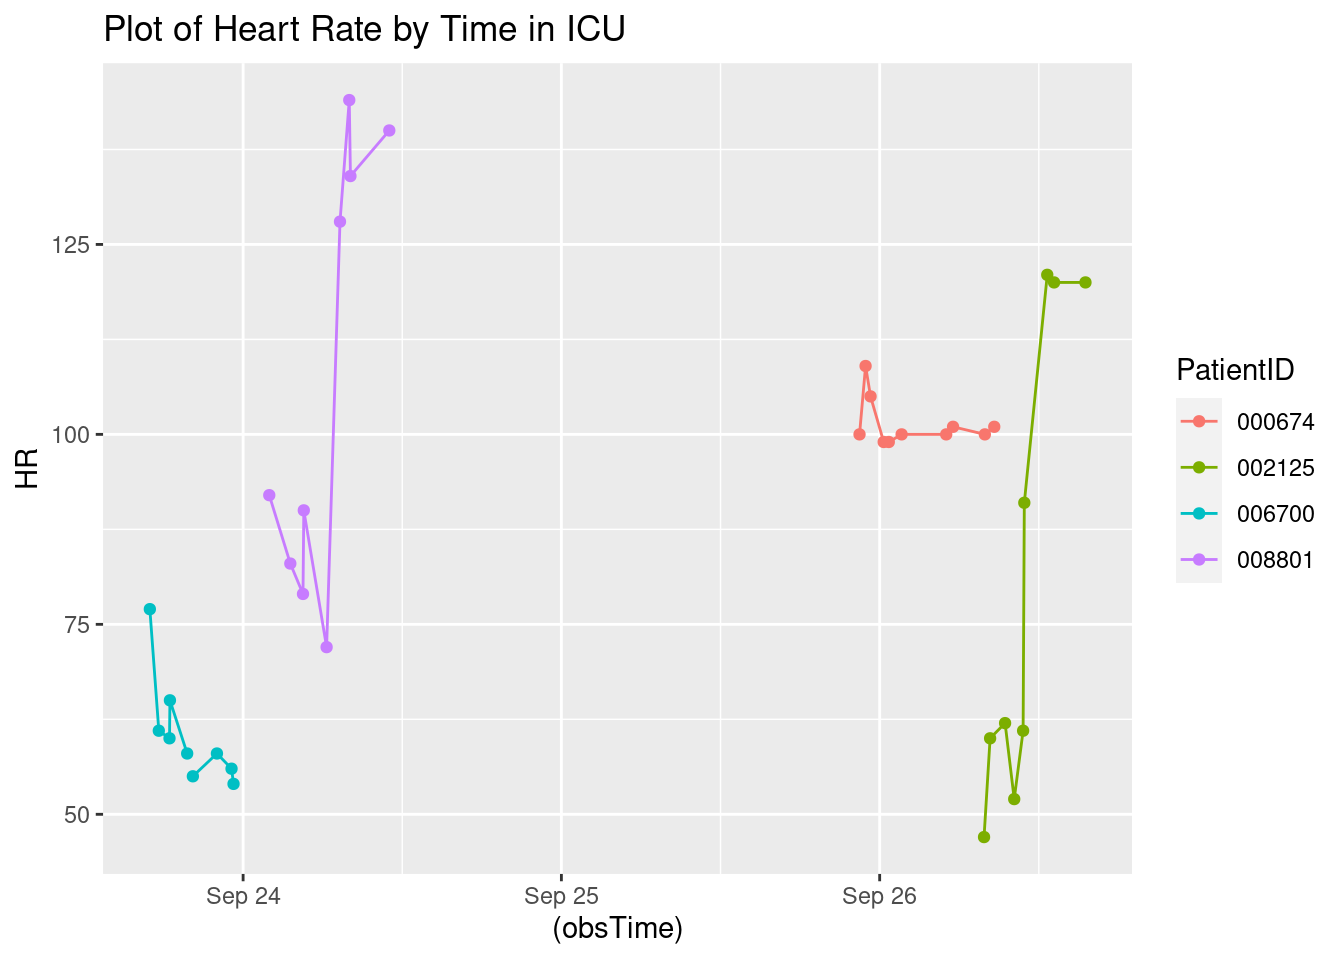 Plot of Heart Rate by Time in ICU
HR
125
100
75
50
Sep 24
Sep 25
Sep 26
(obsTime)
PatientID
000674
002125
006700
008801